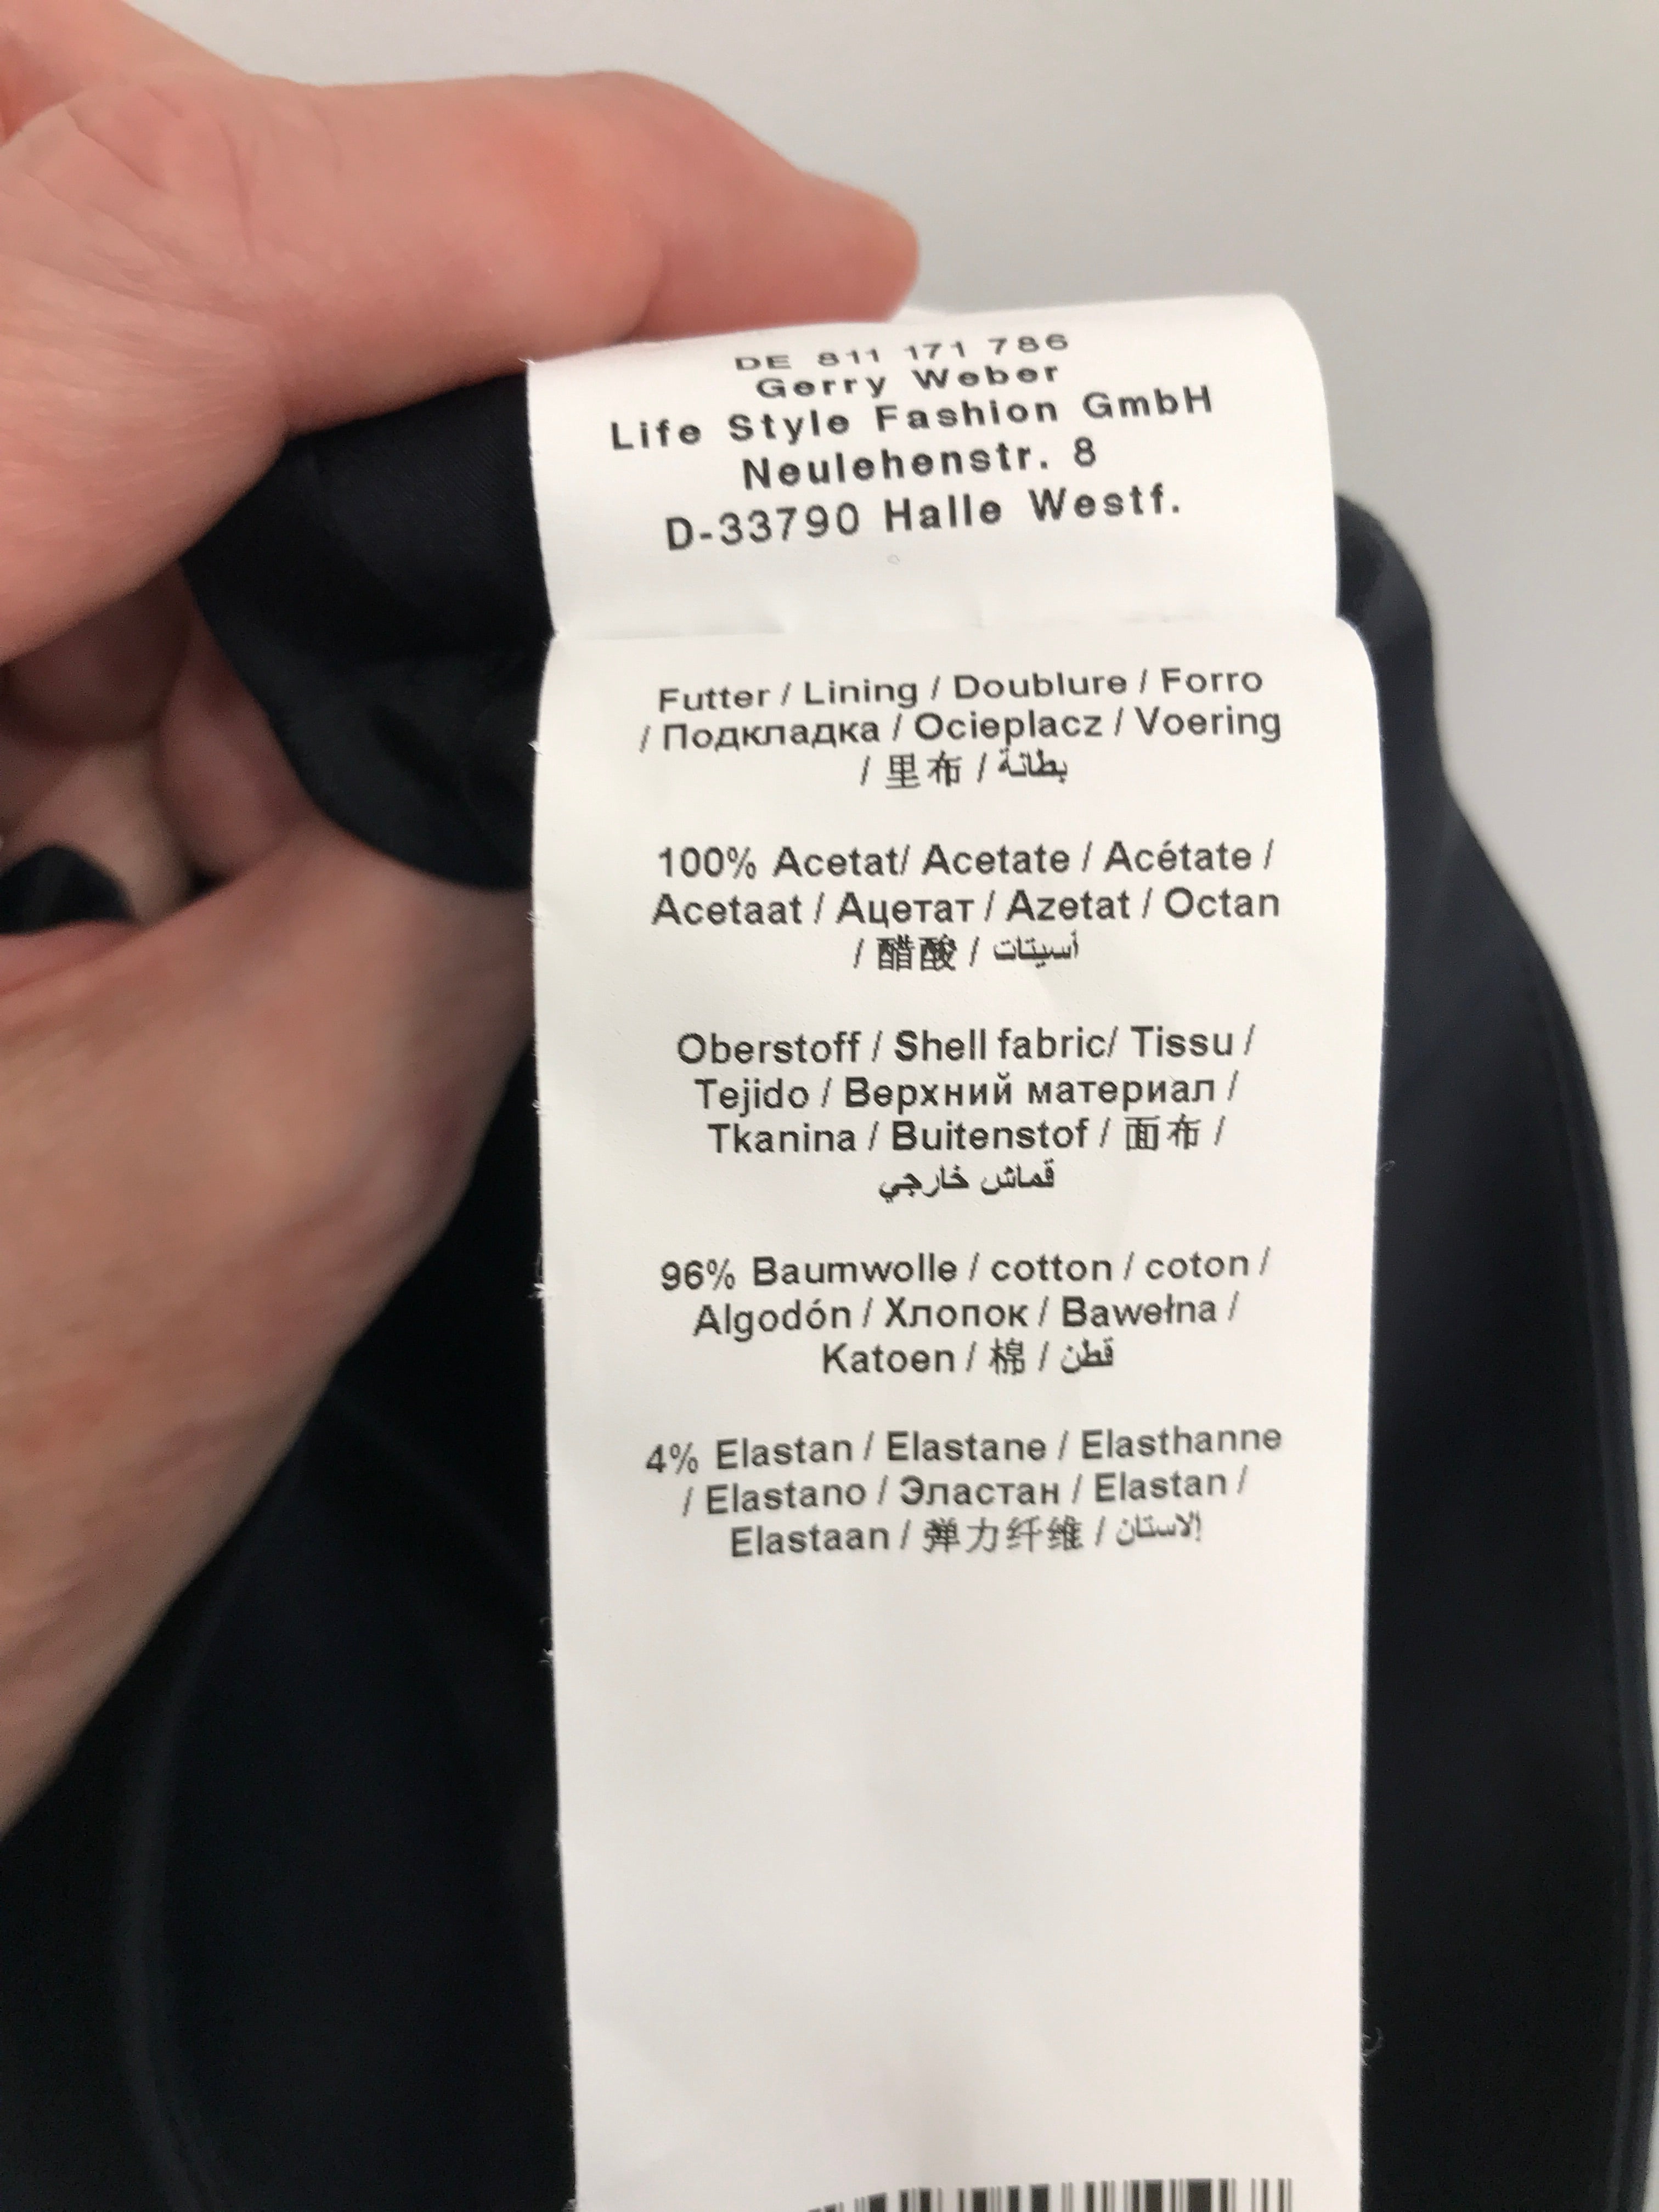 DE 811 171 786
Gerry Weber
Life Style Fashion GmbH
Neulehenstr. 8
D-33790 Halle Westf.
Futter / Lining / Doublure / Forro
/ Подкладка / Ocieplacz / Voering
/ 里布 / بطانة
100% Acetat/ Acetate / Acétate /
Acetaat / Ацетат / Azetat / Octan
/ 醋酸 / أسيتات
Oberstoff / Shell fabric/ Tissu /
Tejido / Верхний материал /
Tkanina / Buitenstof / 面布 /
قماش خارجي
96% Baumwolle / cotton / coton /
Algodón / Хлопок / Bawełna /
Katoen / 棉 / قطن
4% Elastan / Elastane / Elasthanne
/ Elastano / Эластан / Elastan /
Elastaan / 弹力纤维 / إلاستان